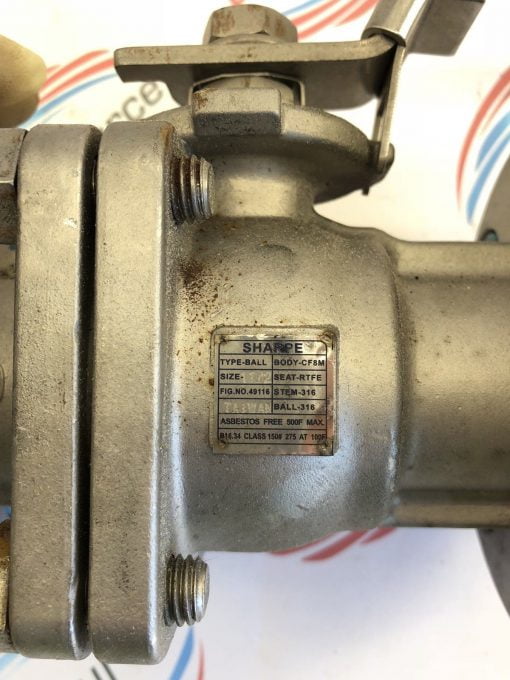 SHARPE
TYPE-BALL BODY-CF8M
SIZE- SEAT-RTFE
FIG.NO.49116 STEM-316
TAIWAN BALL-316
ASBESTOS FREE 500F MAX.
B16.34 CLASS 150# 275 AT 100F